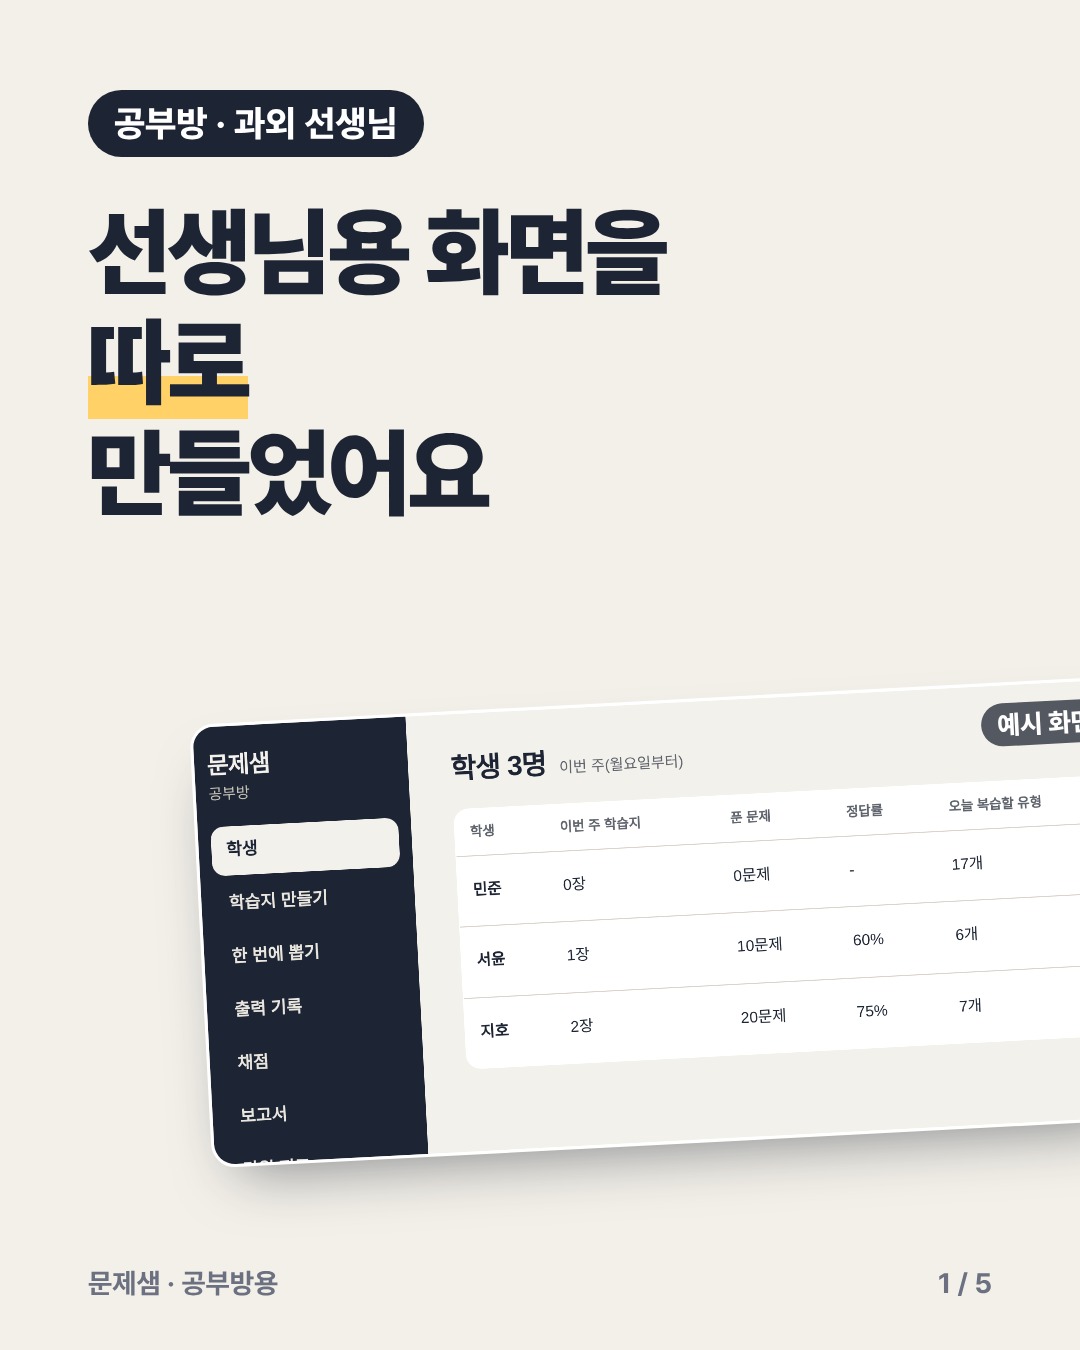 공부방 · 과외 선생님
선생님용 화면을
따로
만들었어요
예시 화면
문제샘
공부방
학생
학습지 만들기
한 번에 뽑기
출력 기록
채점
보고서
학생 3명 이번 주(월요일부터)
학생 이번 주 학습지 푼 문제 정답률 오늘 복습할 유형
민준 0장 0문제 - 17개
서윤 1장 10문제 60% 6개
지호 2장 20문제 75% 7개
문제샘 · 공부방용
1 / 5